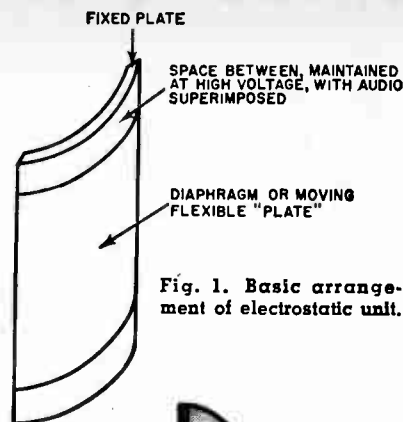 FIXED PLATE
SPACE BETWEEN, MAINTAINED
AT HIGH VOLTAGE, WITH AUDIO
SUPERIMPOSED
DIAPHRAGM OR MOVING
FLEXIBLE "PLATE"
Fig. 1. Basic arrange-
ment of electrostatic unit.